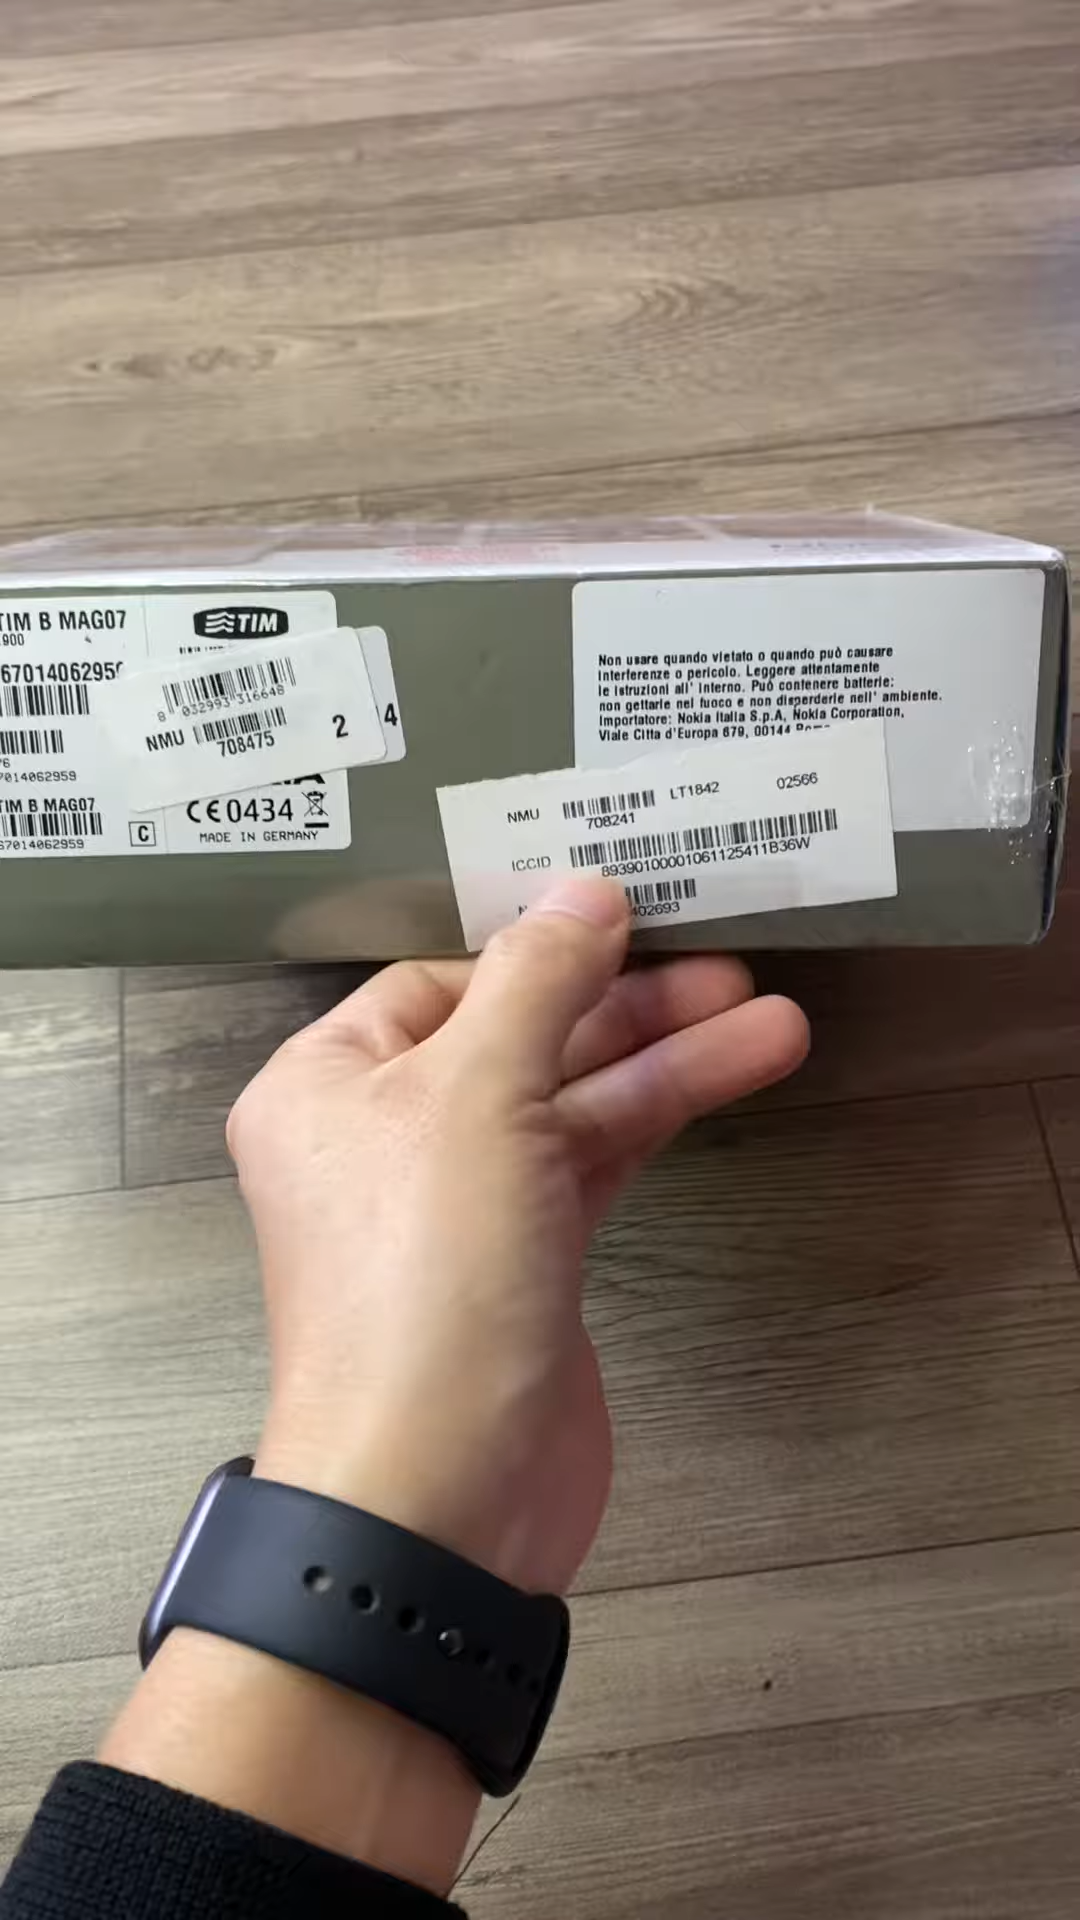 TIM B MAG07
900
67014062959
7014062959
TIM B MAG07
67014062959
C
TIM
8 032993 316648
NMU
708475
2
4
CE0434
MADE IN GERMANY
Non usare quando vietato o quando può causare
interferenze o pericolo. Leggere attentamente
le istruzioni all' interno. Può contenere batterie:
non gettarle nel fuoco e non disperderle nell' ambiente.
Importatore: Nokia Italia S.p.A, Nokia Corporation,
Viale Citta d'Europa 679, 00144
NMU
708241
LT1842
02566
ICCID
89390100001061125411B36W
402693